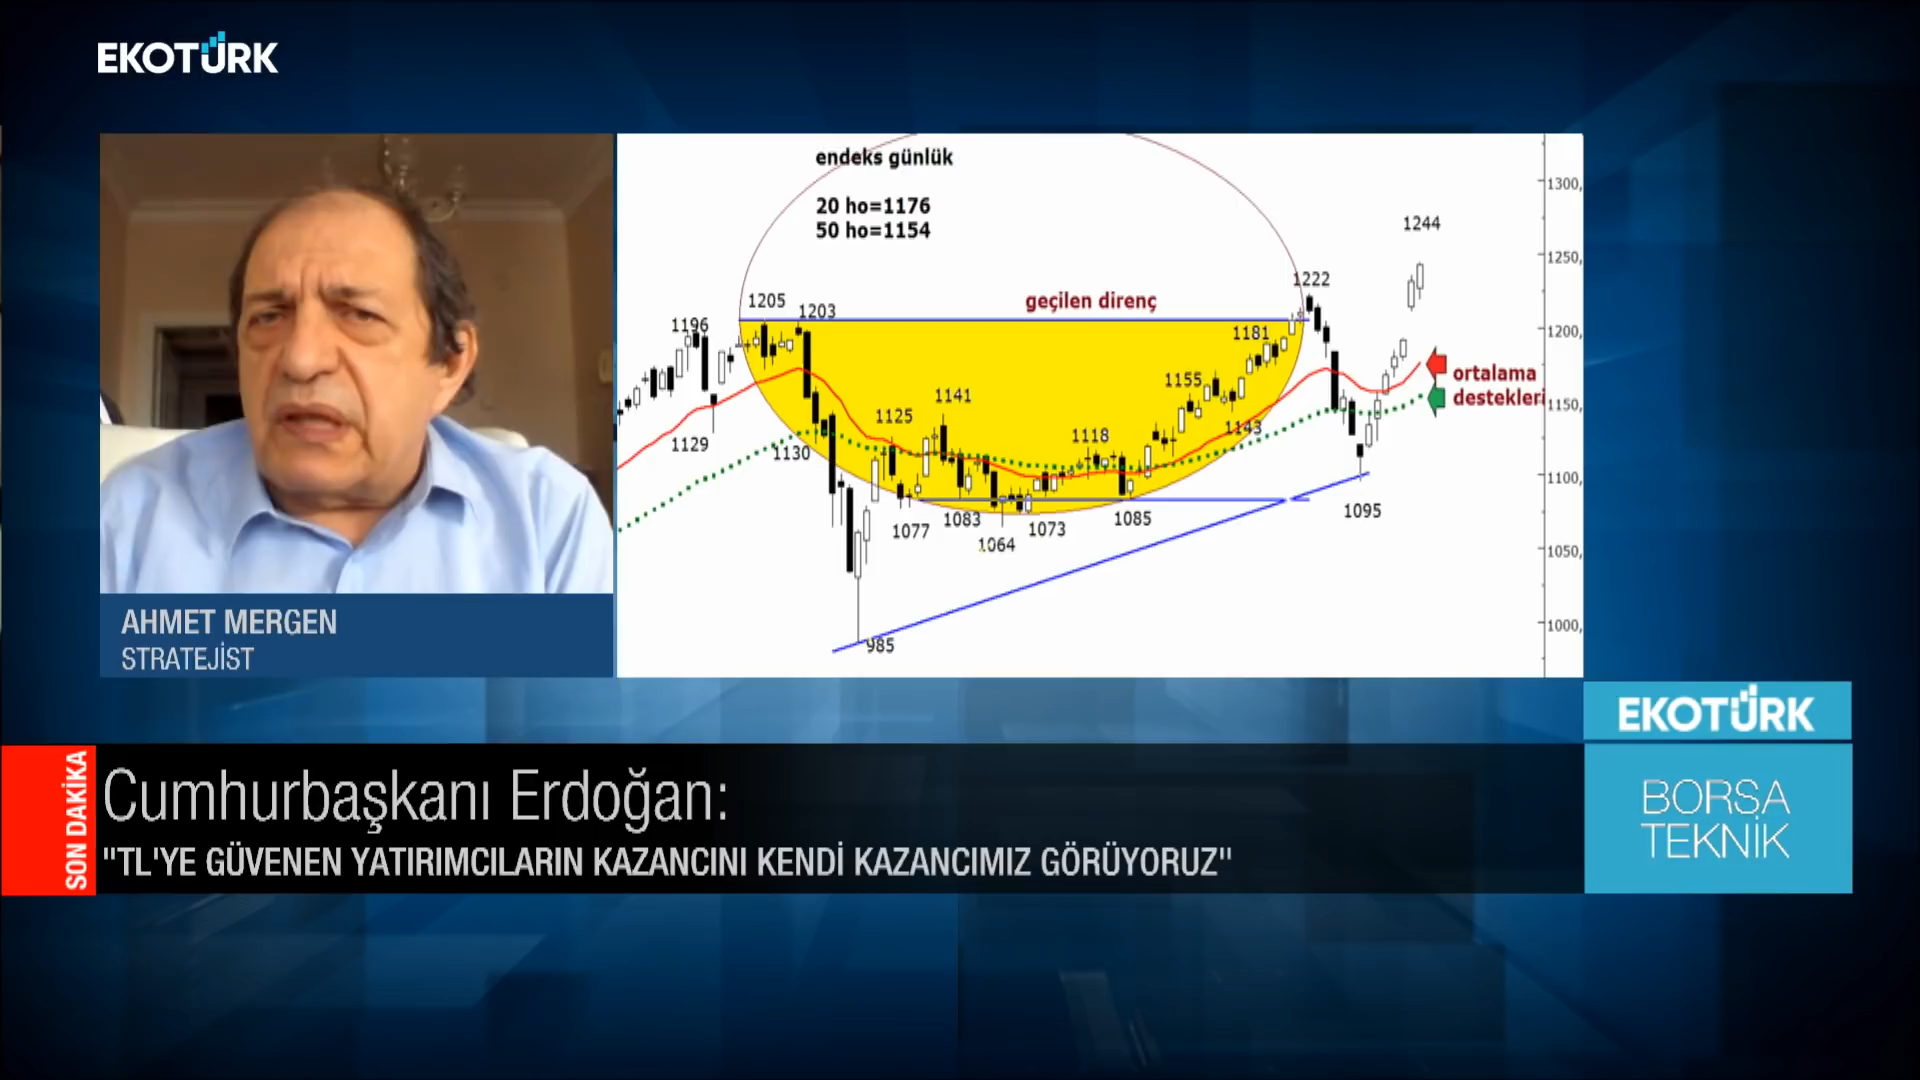 EKOTÜRK
endeks günlük
20 ho=1176
50 ho=1154
1300,
1244
1250,
1222
1205
1203
geçilen direnç
1196
1181
1200,
ortalama
destekleri
1155
1150,
1141
1125
1143
1118
1129
1130
1100,
1095
1077
1083
1073
1085
1064
1050,
1000,
985
AHMET MERGEN
STRATEJİST
EKOTÜRK
BORSA
TEKNİK
SON DAKİKA
Cumhurbaşkanı Erdoğan:
"TL'YE GÜVENEN YATIRIMCILARIN KAZANCINI KENDİ KAZANCIMIZ GÖRÜYORUZ"